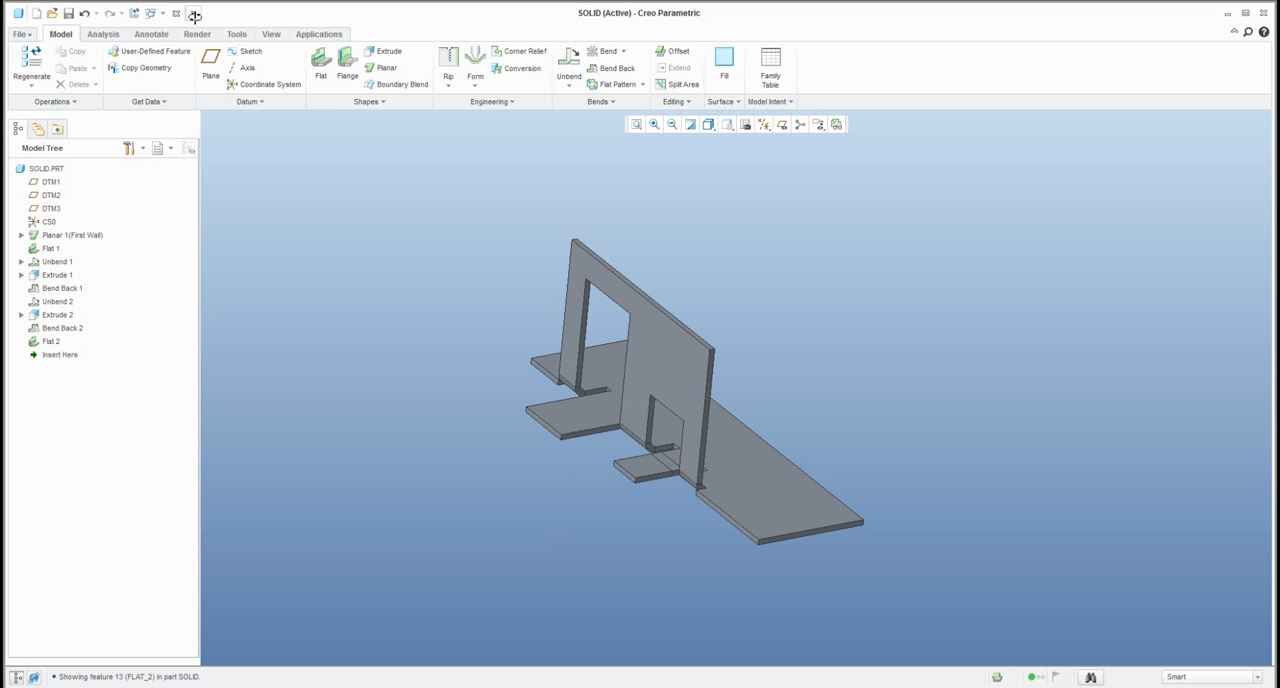 SOLID (Active) - Creo Parametric
File
Model
Analysis
Annotate
Render
Tools
View
Applications
Regenerate
Copy
Paste
Delete
Operations
User-Defined Feature
Copy Geometry
Get Data
Plane
Sketch
Axis
Coordinate System
Datum
Flat
Flange
Extrude
Planar
Boundary Blend
Shapes
Rip
Form
Corner Relief
Conversion
Engineering
Unbend
Bend
Bend Back
Flat Pattern
Bends
Offset
Extend
Split Area
Editing
Fill
Surface
Family
Table
Model Intent
Model Tree
SOLID.PRT
DTM1
DTM2
DTM3
CS0
Planar 1(First Wall)
Flat 1
Unbend 1
Extrude 1
Bend Back 1
Unbend 2
Extrude 2
Bend Back 2
Flat 2
Insert Here
• Showing feature 13 (FLAT_2) in part SOLID.
Smart